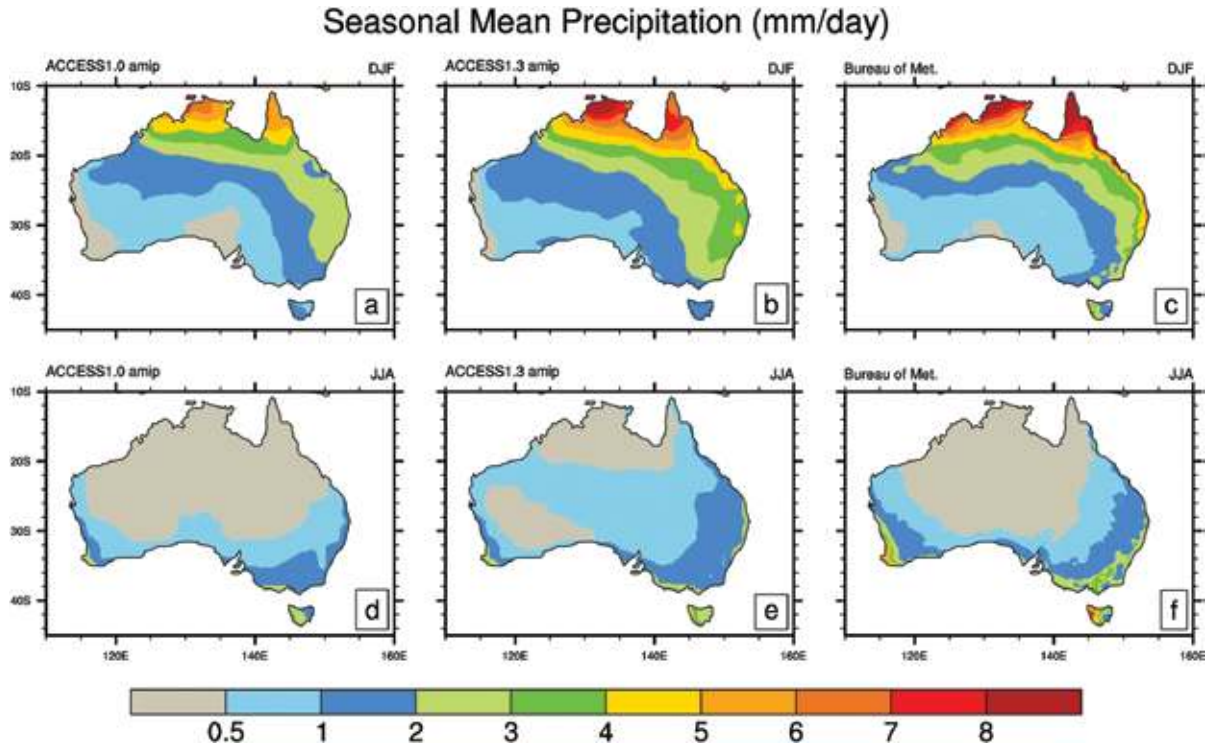 Seasonal Mean Precipitation (mm/day)
ACCESS1.0 amip DJF ACCESS1.3 amip DJF Bureau of Met. DJF
10S
20S
30S
40S
a b c
ACCESS1.0 amip JJA ACCESS1.3 amip JJA Bureau of Met. JJA
10S
20S
30S
40S
d e f
120E 140E 160E 120E 140E 160E 120E 140E 160E
0.5 1 2 3 4 5 6 7 8